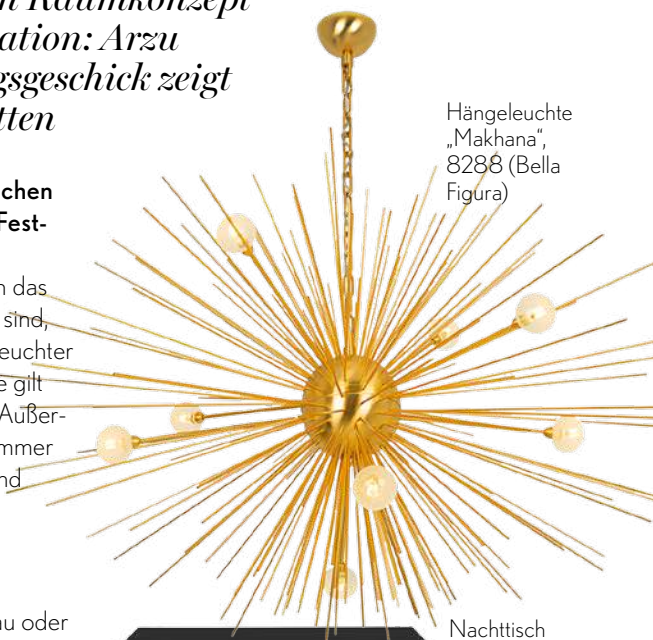 n Raumkonzept
ation: Arzu
gsgeschick zeigt
tten
chen
Fest-
n das
sind,
euchter
e gilt
Außer-
mmer
nd
au oder
Hängeleuchte
„Makhana“,
8288 (Bella
Figura)
Nachttisch